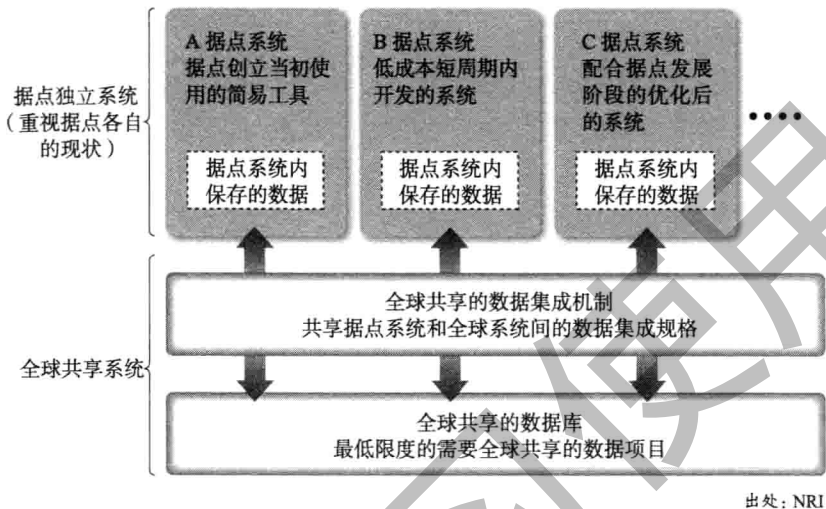 A 据点系统
据点创立当初使
用的简易工具
B 据点系统
低成本短周期内
开发的系统
C 据点系统
配合据点发展
阶段的优化后
的系统
据点独立系统
（重视据点各自
的现状）
••••
据点系统内
保存的数据
据点系统内
保存的数据
据点系统内
保存的数据
全球共享的数据集成机制
共享据点系统和全球系统间的数据集成规格
全球共享系统
全球共享的数据库
最低限度的需要全球共享的数据项目
出处：NRI
使用